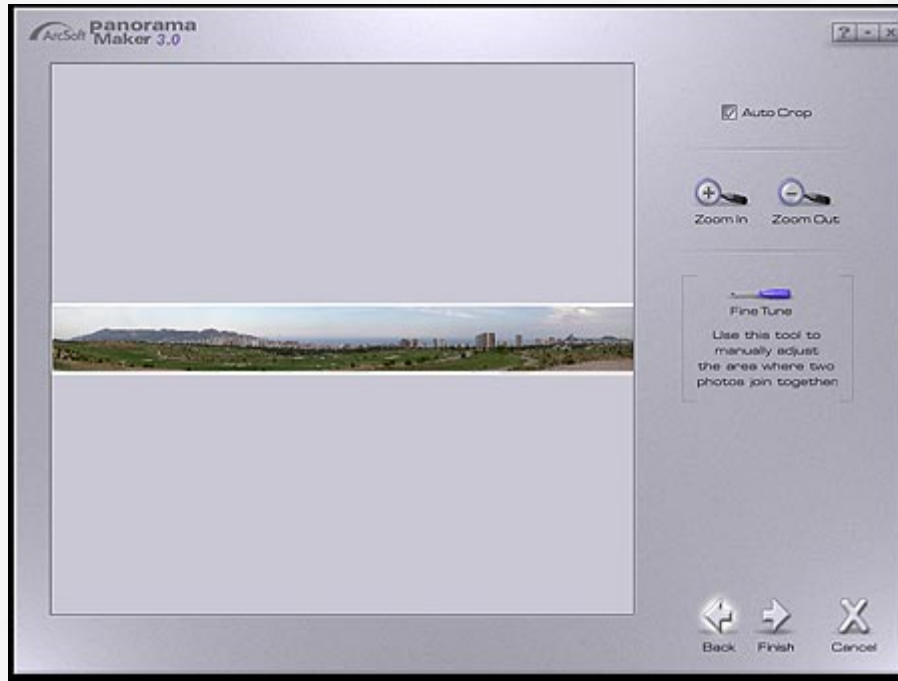 ArcSoft Panorama
Maker 3.0
? - x
Auto Crop
Zoom In Zoom Out
Fine Tune
Use this tool to
manually adjust
the area where two
photos join together.
Back Finish Cancel